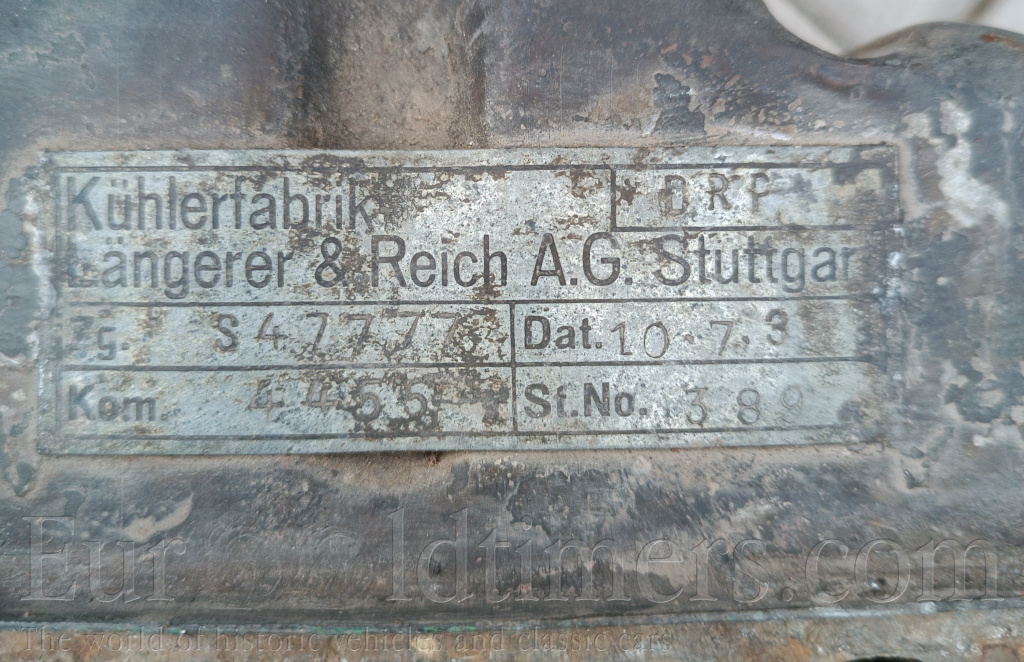 Kühlerfabrik
DRP
Längerer & Reich A.G. Stuttgar
Zg. S47777 Dat. 10.7.3
Kom. 4455 Sf.No. 389
EurOldtimers.com
The world of historic vehicles and classic cars